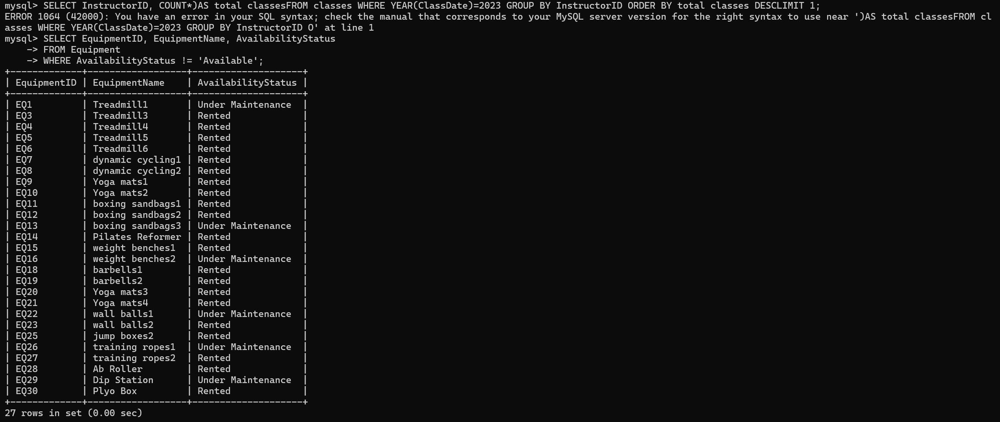 mysql> SELECT InstructorID, COUNT*)AS total classesFROM classes WHERE YEAR(ClassDate)=2023 GROUP BY InstructorID ORDER BY total classes DESCLIMIT 1;
ERROR 1064 (42000): You have an error in your SQL syntax; check the manual that corresponds to your MySQL server version for the right syntax to use near ')AS total classesFROM cl
asses WHERE YEAR(ClassDate)=2023 GROUP BY InstructorID O' at line 1
mysql> SELECT EquipmentID, EquipmentName, AvailabilityStatus
    -> FROM Equipment
    -> WHERE AvailabilityStatus != 'Available';
+-------------+------------------+--------------------+
| EquipmentID | EquipmentName    | AvailabilityStatus |
+-------------+------------------+--------------------+
| EQ1         | Treadmill1       | Under Maintenance  |
| EQ3         | Treadmill3       | Rented             |
| EQ4         | Treadmill4       | Rented             |
| EQ5         | Treadmill5       | Rented             |
| EQ6         | Treadmill6       | Rented             |
| EQ7         | dynamic cycling1 | Rented             |
| EQ8         | dynamic cycling2 | Rented             |
| EQ9         | Yoga mats1       | Rented             |
| EQ10        | Yoga mats2       | Rented             |
| EQ11        | boxing sandbags1 | Rented             |
| EQ12        | boxing sandbags2 | Rented             |
| EQ13        | boxing sandbags3 | Under Maintenance  |
| EQ14        | Pilates Reformer | Rented             |
| EQ15        | weight benches1  | Rented             |
| EQ16        | weight benches2  | Under Maintenance  |
| EQ18        | barbells1        | Rented             |
| EQ19        | barbells2        | Rented             |
| EQ20        | Yoga mats3       | Rented             |
| EQ21        | Yoga mats4       | Rented             |
| EQ22        | wall balls1      | Under Maintenance  |
| EQ23        | wall balls2      | Rented             |
| EQ25        | jump boxes2      | Rented             |
| EQ26        | training ropes1  | Under Maintenance  |
| EQ27        | training ropes2  | Rented             |
| EQ28        | Ab Roller        | Rented             |
| EQ29        | Dip Station      | Under Maintenance  |
| EQ30        | Plyo Box         | Rented             |
+-------------+------------------+--------------------+
27 rows in set (0.00 sec)